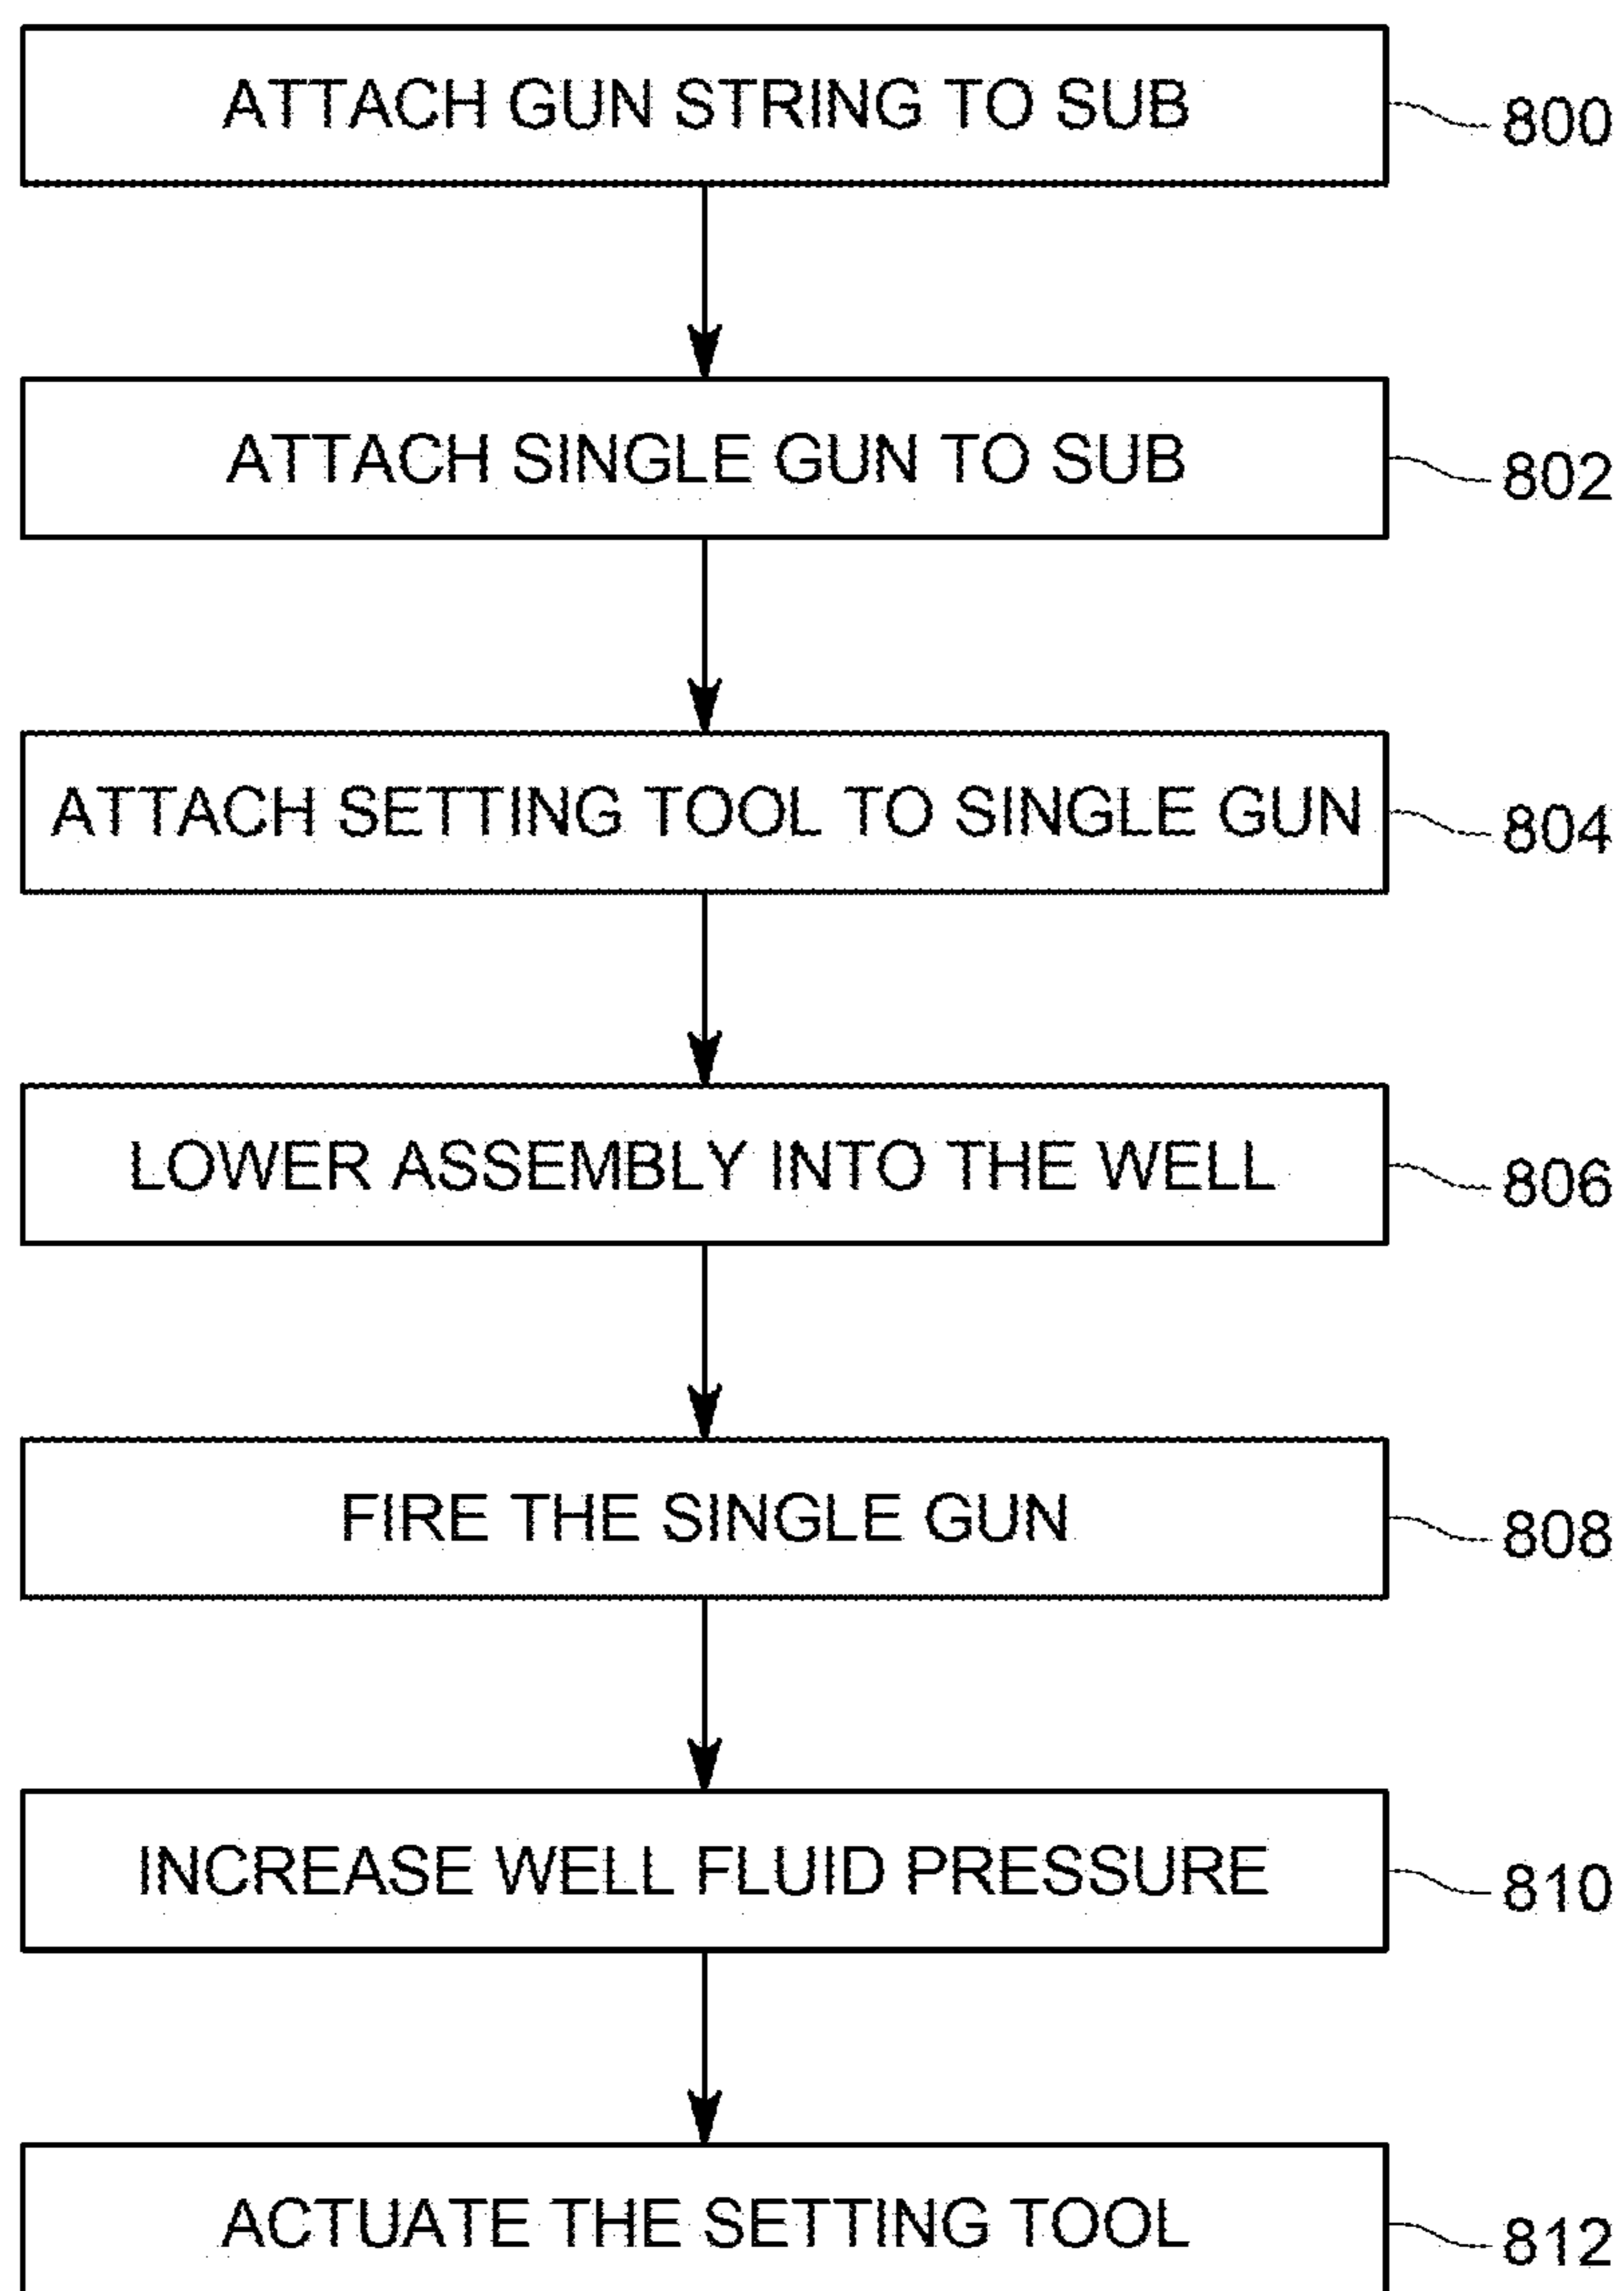 ATTACH GUN STRING TO SUB
800
ATTACH SINGLE GUN TO SUB
802
ATTACH SETTING TOOL TO SINGLE GUN
804
LOWER ASSEMBLY INTO THE WELL
806
FIRE THE SINGLE GUN
808
INCREASE WELL FLUID PRESSURE
810
ACTUATE THE SETTING TOOL
812